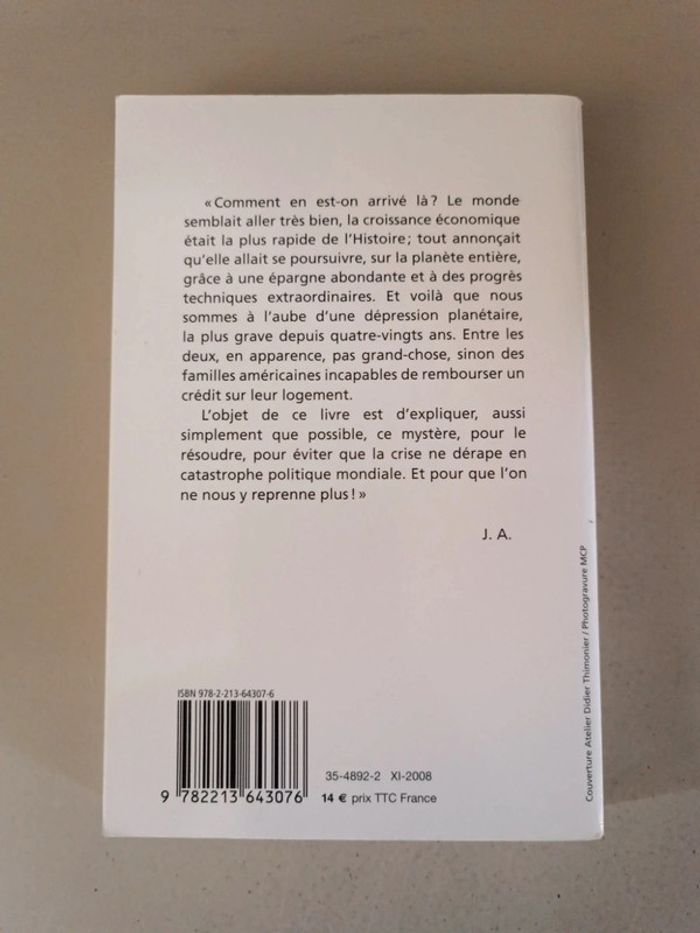 « Comment en est-on arrivé là ? Le monde
semblait aller très bien, la croissance économique
était la plus rapide de l’Histoire ; tout annonçait
qu’elle allait se poursuivre, sur la planète entière,
grâce à une épargne abondante et à des progrès
techniques extraordinaires. Et voilà que nous
sommes à l’aube d’une dépression planétaire,
la plus grave depuis quatre-vingts ans. Entre les
deux, en apparence, pas grand-chose, sinon des
familles américaines incapables de rembourser un
crédit sur leur logement.
L’objet de ce livre est d’expliquer, aussi
simplement que possible, ce mystère, pour le
résoudre, pour éviter que la crise ne dérape en
catastrophe politique mondiale. Et pour que l’on
ne nous y reprenne plus ! »
J. A.
Couverture Atelier Didier Thimonier / Photogravure MCP
ISBN 978-2-213-64307-6
9 782213 643076
35-4892-2 XI-2008
14 € prix TTC France